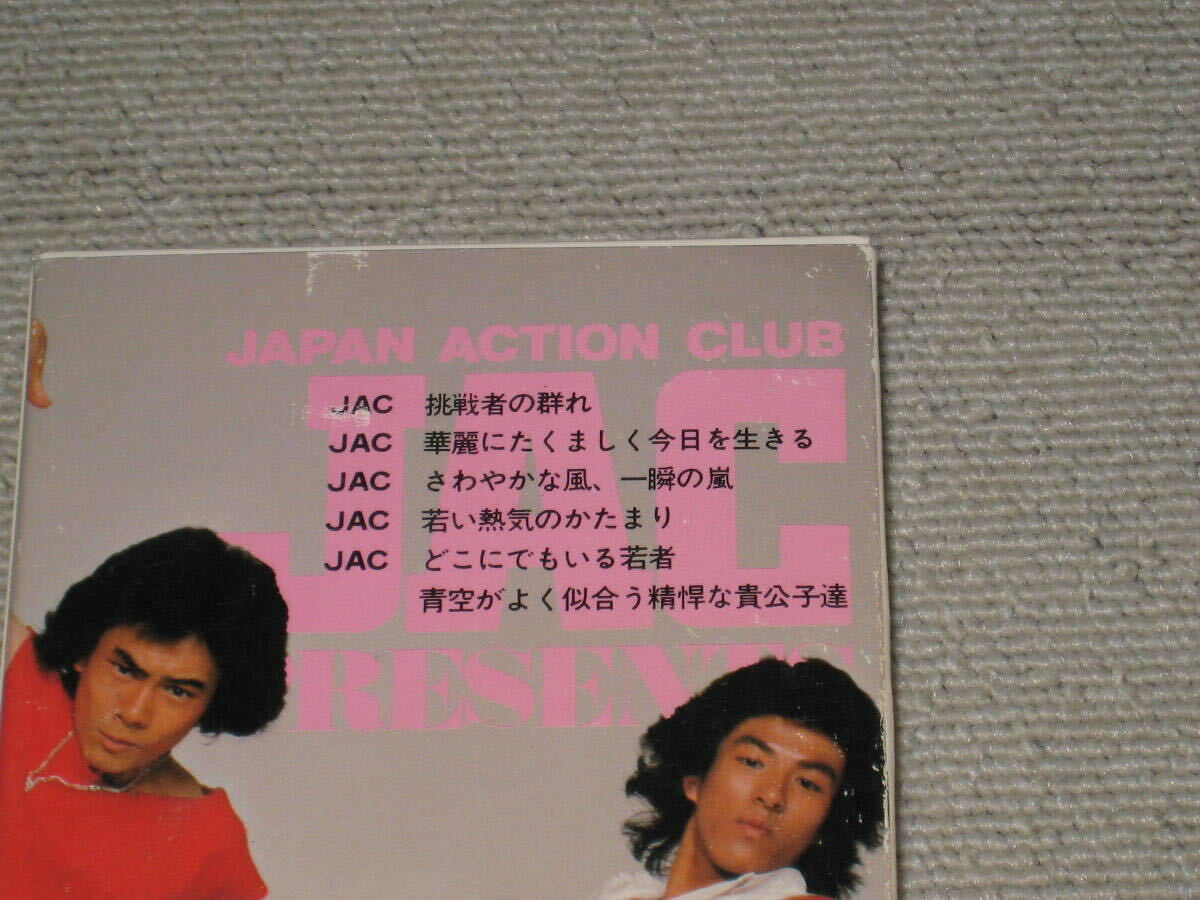 JAPAN ACTION CLUB
JAC
JAC 挑戦者の群れ
JAC 華麗にたくましく今日を生きる
JAC さわやかな風、一瞬の嵐
JAC 若い熱気のかたまり
JAC どこにでもいる若者
青空がよく似合う精悍な貴公子達
PRESENTS